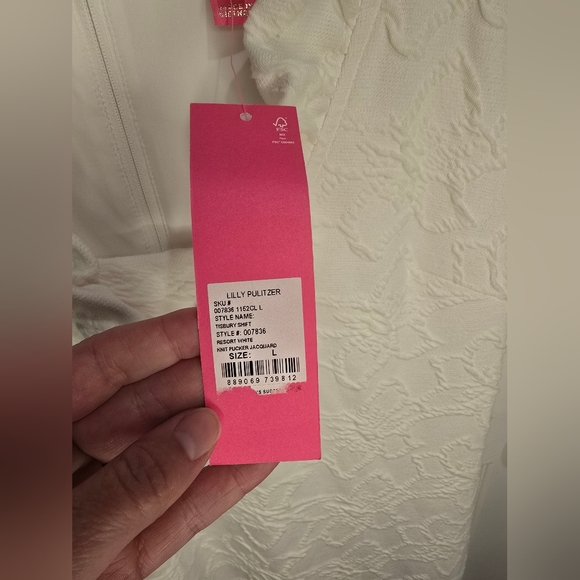 FSC
LILLY PULITZER
SKU #
007836 1152CL L
STYLE NAME:
TISBURY SHIFT
STYLE #: 007836
RESORT WHITE
KNIT PUCKER JACQUARD
SIZE: L
889069 739812